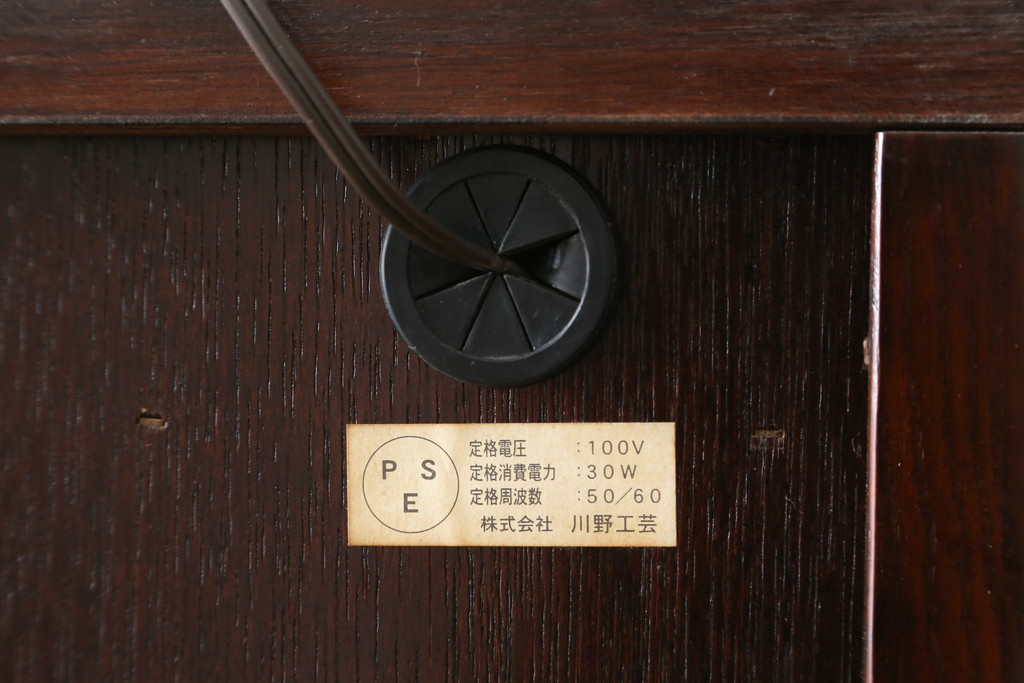 PS
E
定格電圧 :100V
定格消費電力 :30W
定格周波数 :50/60
株式会社 川野工芸